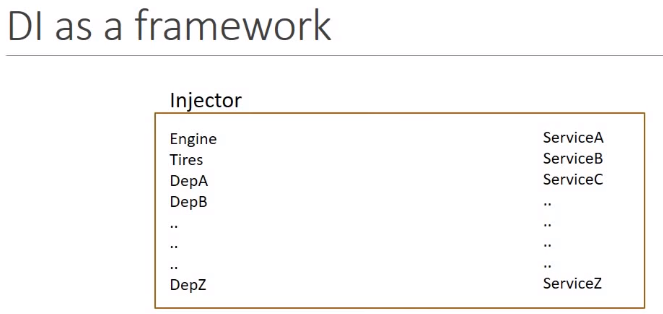 DI as a framework
Injector
Engine
Tires
DepA
DepB
..
..
..
DepZ
ServiceA
ServiceB
ServiceC
..
..
..
..
ServiceZ